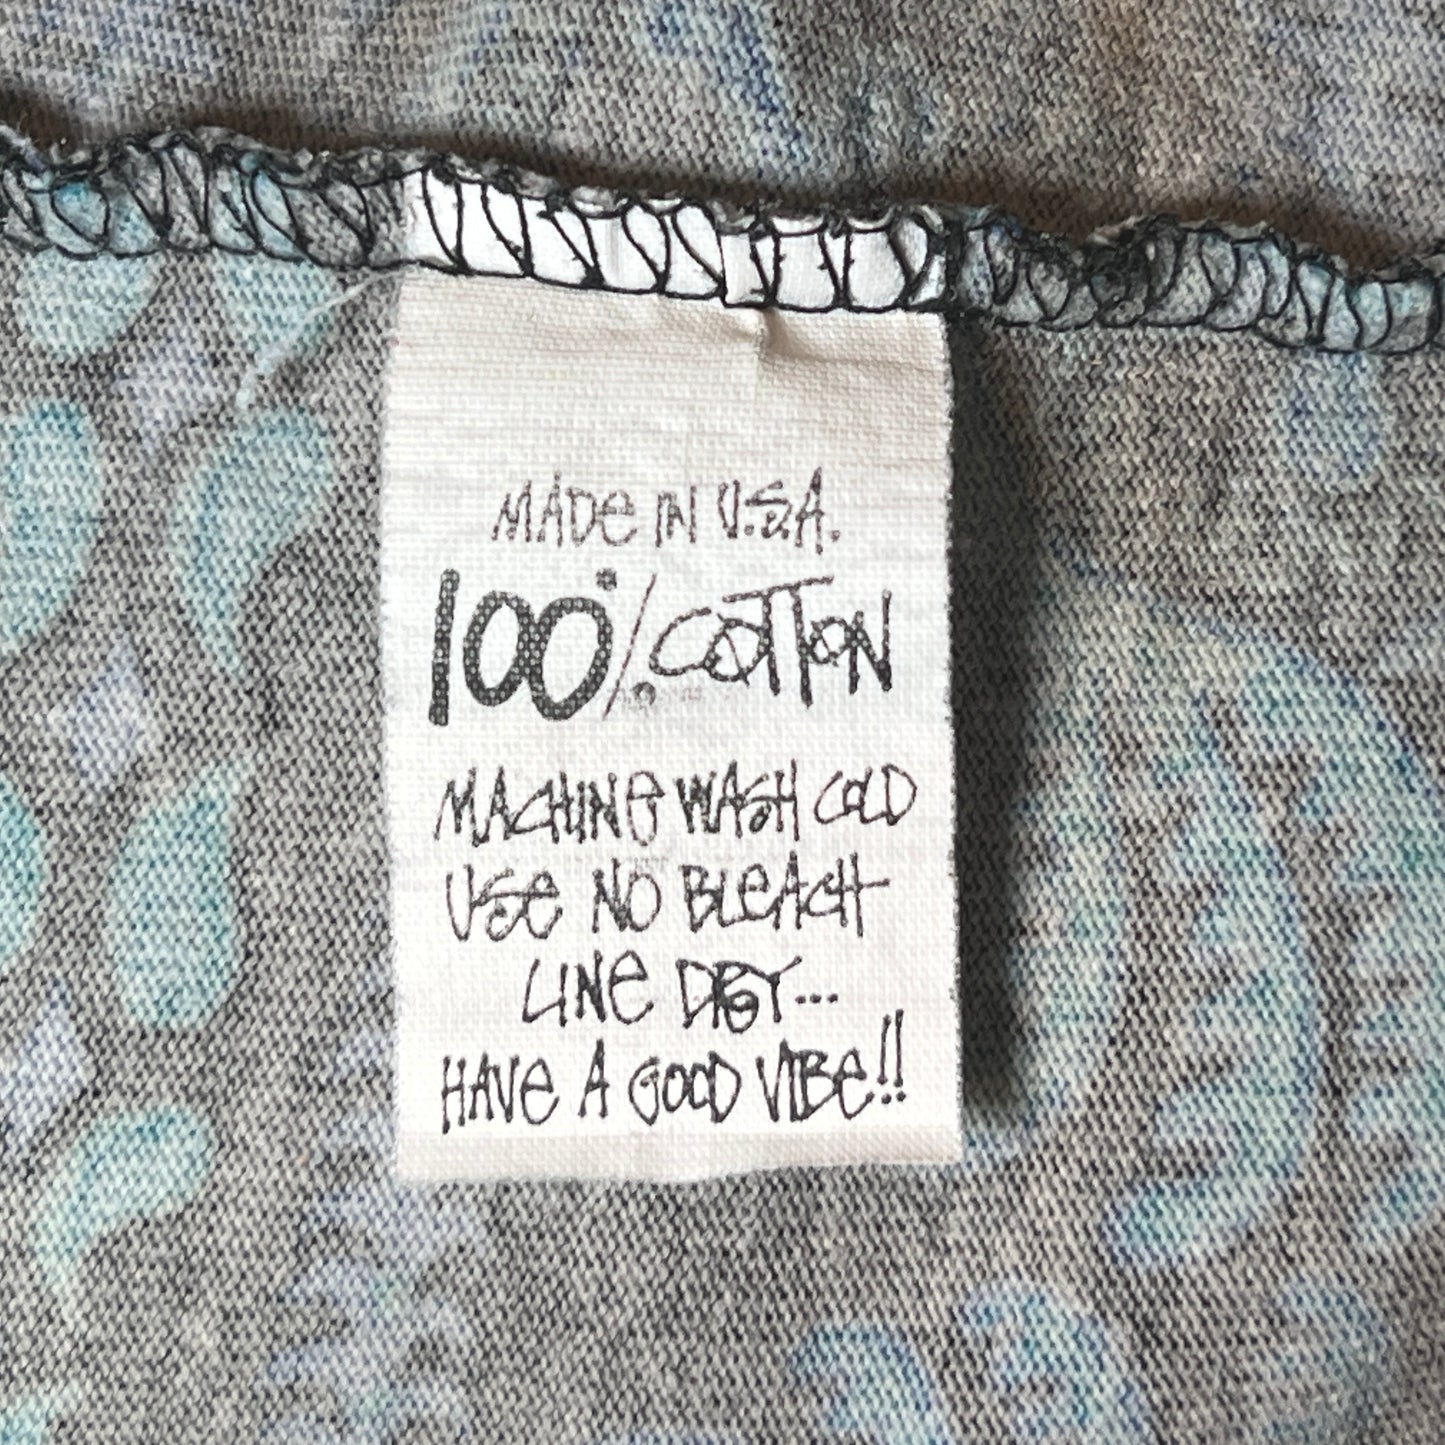 MADE IN U.S.A.
100% COTTON
MACHINE WASH COLD
USE NO BLEACH
LINE DRY...
HAVE A GOOD VIBE!!